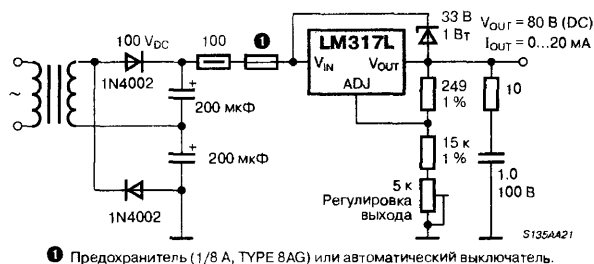 33 В
1 Вт
V_OUT = 80 В (DC)
I_OUT = 0...20 мА
100 V_DC
100
❶
LM317L
V_IN
V_OUT
ADJ
1N4002
~
+
200 мкФ
249
1 %
10
+
200 мкФ
15 к
1 %
5 к
Регулировка
выхода
1.0
100 В
1N4002
S135AA21
❶ Предохранитель (1/8 А, TYPE 8AG) или автоматический выключатель.